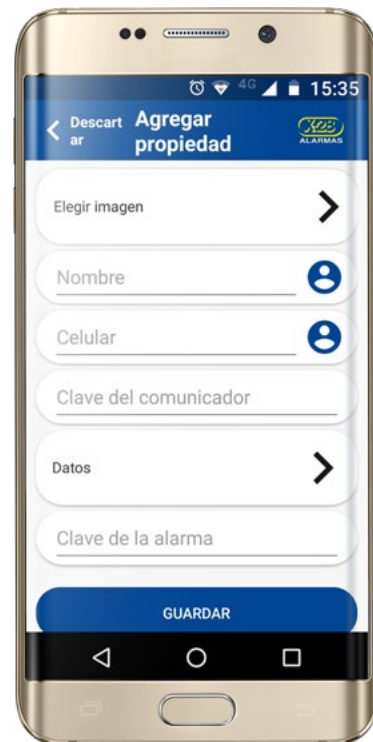 4G 15:35
Descart
ar
Agregar
propiedad
X28
ALARMAS
Elegir imagen
Nombre
Celular
Clave del comunicador
Datos
Clave de la alarma
GUARDAR